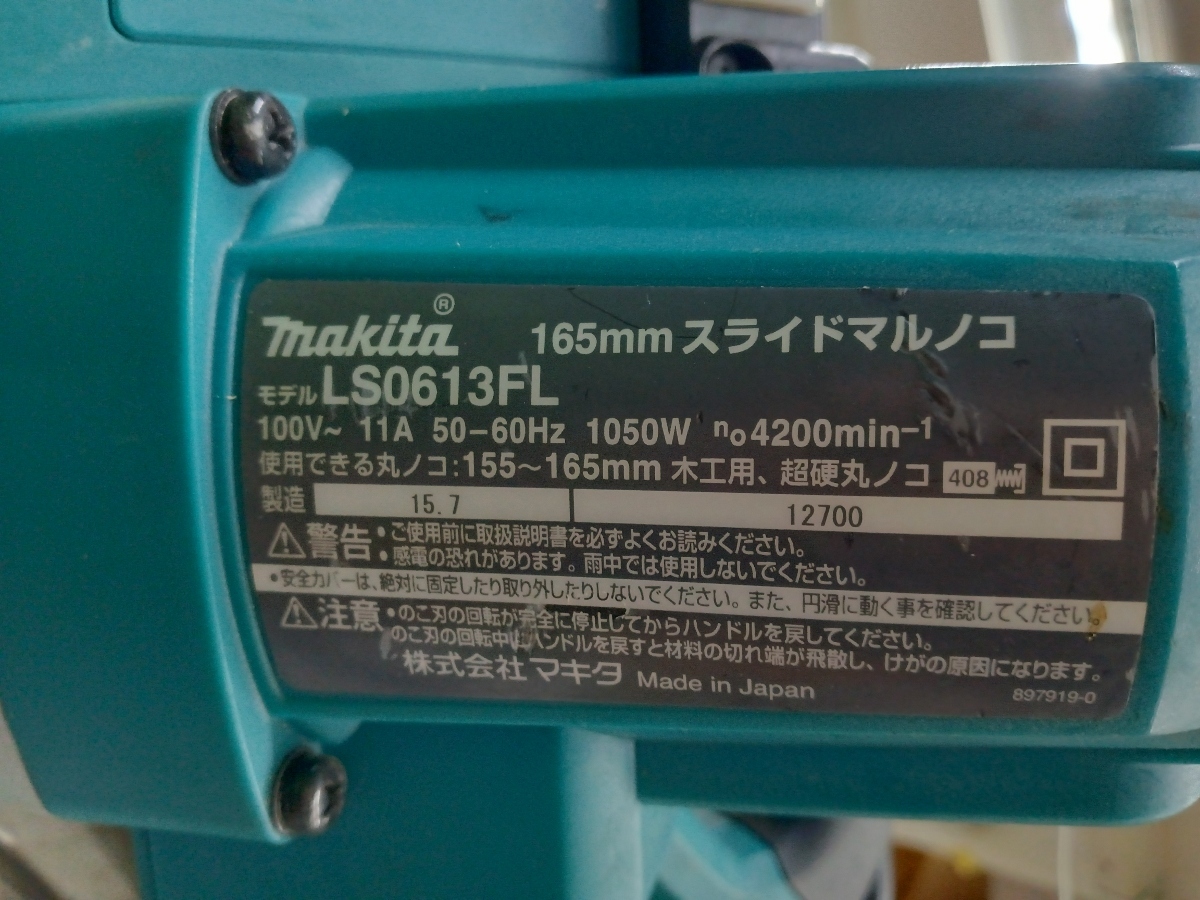 makita® 165mmスライドマルノコ
モデルLS0613FL
100V~ 11A 50-60Hz 1050W n₀4200min⁻¹
使用できる丸ノコ:155~165mm 木工用、超硬丸ノコ 408
製造 15.7 12700
警告 •ご使用前に取扱説明書を必ずよくお読みください。
•感電の恐れがあります。雨中では使用しないでください。
•安全カバーは、絶対に固定したり取り外したりしないでください。また、円滑に動く事を確認してください。
注意 •のこ刃の回転が完全に停止してからハンドルを戻してください。
のこ刃の回転中にハンドルを戻すと材料の切れ端が飛散し、けがの原因になります。
株式会社マキタ Made in Japan 897919-0